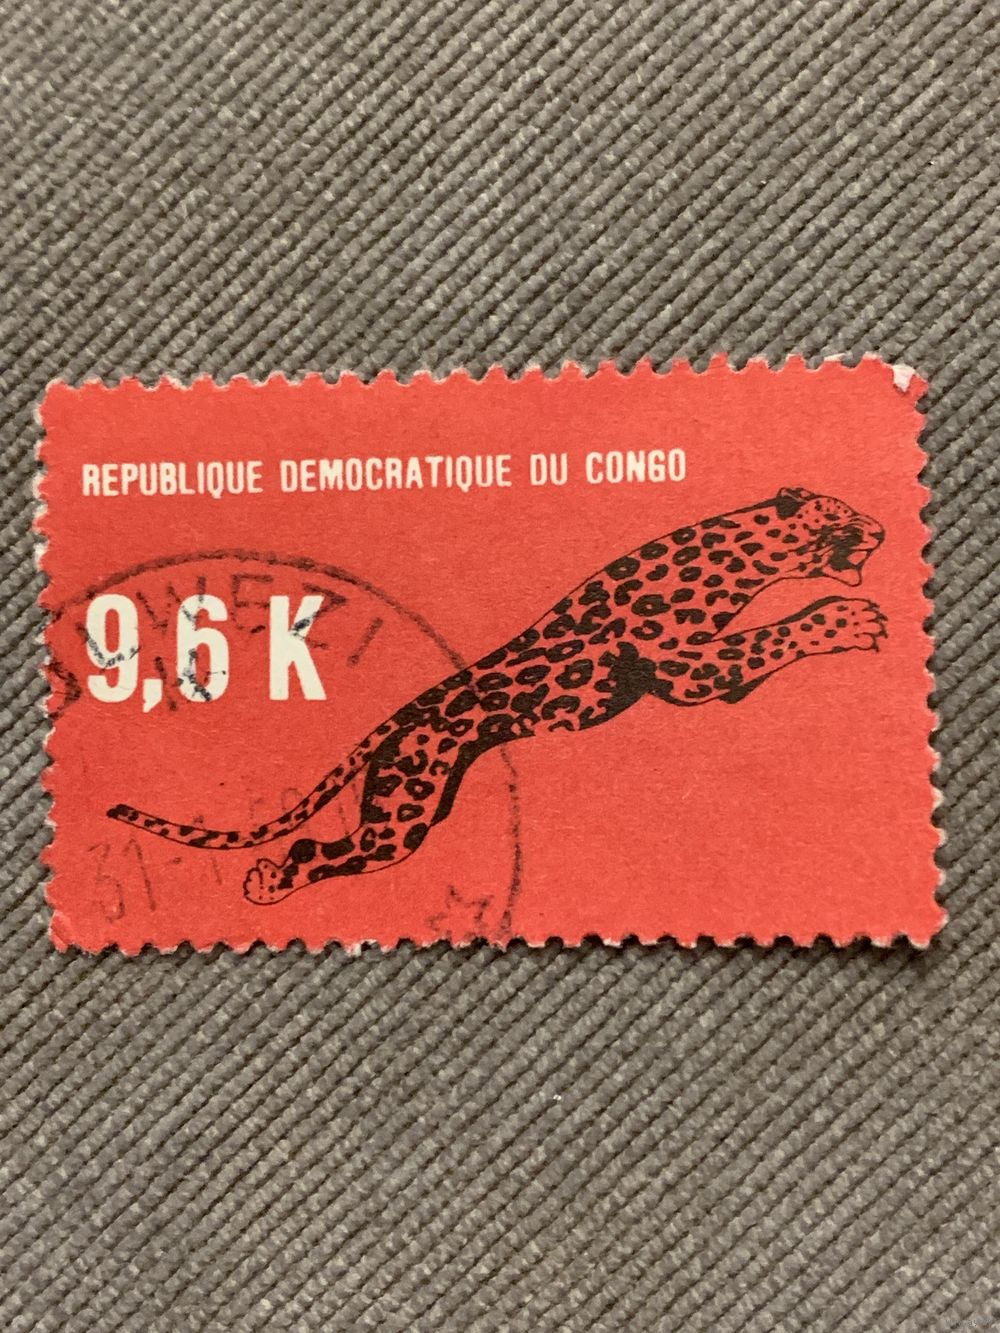 REPUBLIQUE DEMOCRATIQUE DU CONGO
9,6 K